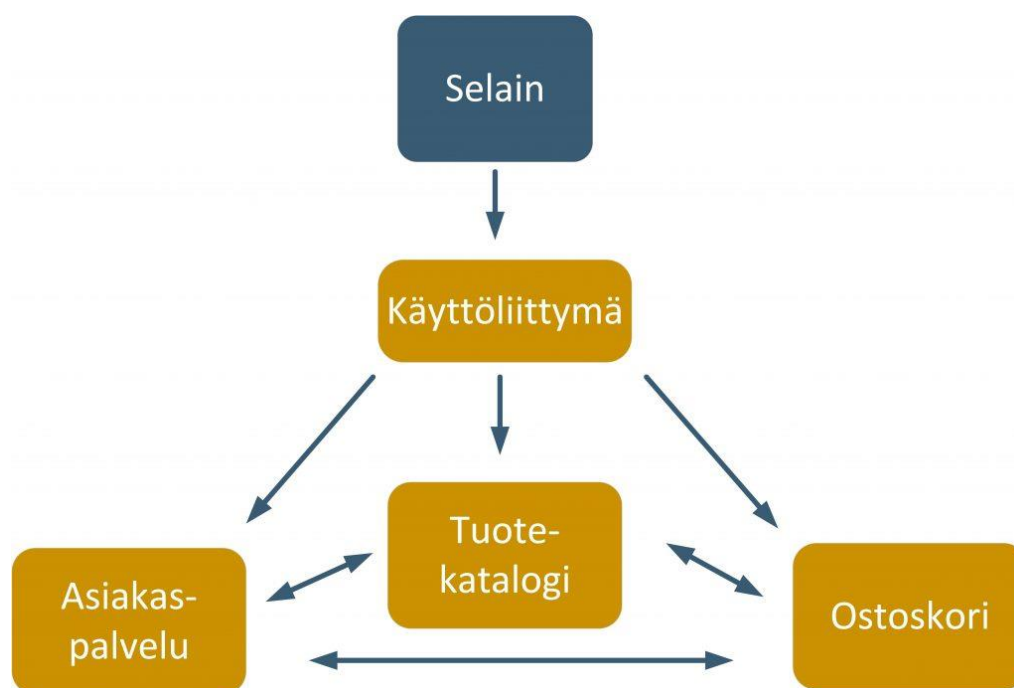 Selain
Käyttöliittymä
Tuote-
katalogi
Asiakas-
palvelu
Ostoskori